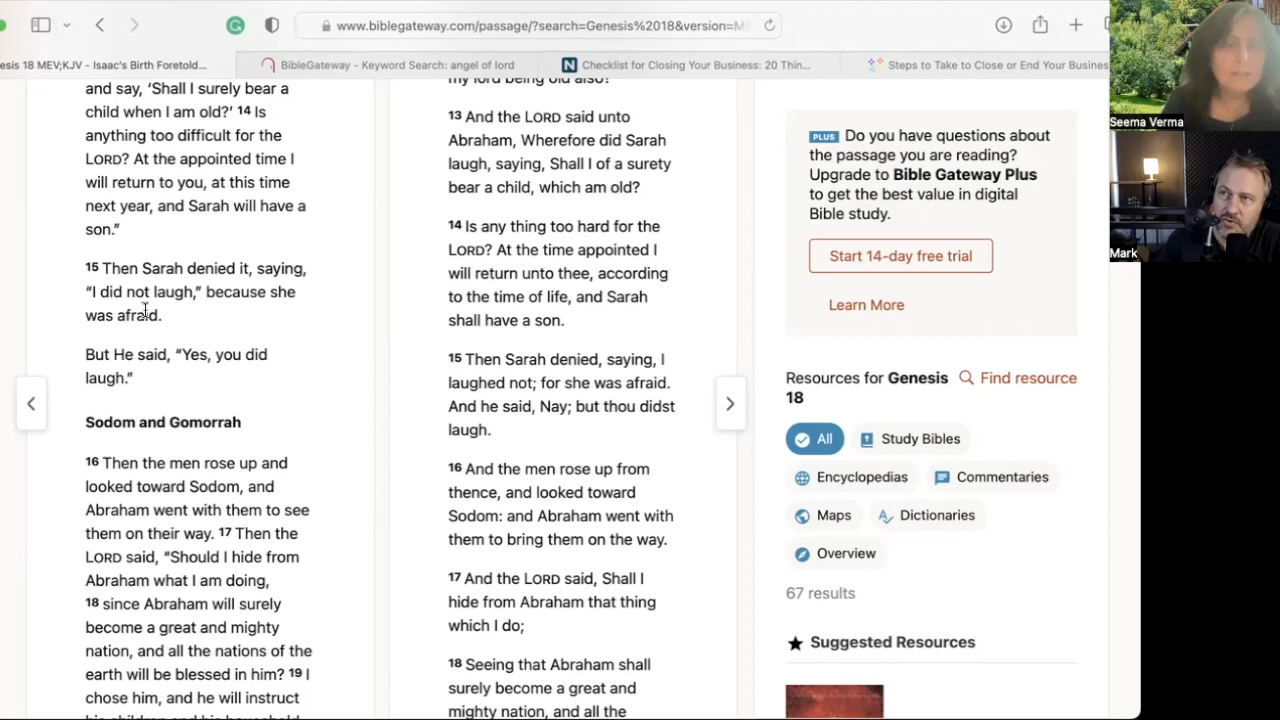 www.biblegateway.com/passage/?search=Genesis%2018&version=M
esis 18 MEV;KJV - Isaac's Birth Foretold...
BibleGateway - Keyword Search: angel of lord
Checklist for Closing Your Business: 20 Thin...
Steps to Take to Close or End Your Business
and say, ‘Shall I surely bear a
child when I am old?’ 14 Is
anything too difficult for the
LORD? At the appointed time I
will return to you, at this time
next year, and Sarah will have a
son.”
15 Then Sarah denied it, saying,
“I did not laugh,” because she
was afraid.
But He said, “Yes, you did
laugh.”
Sodom and Gomorrah
16 Then the men rose up and
looked toward Sodom, and
Abraham went with them to see
them on their way. 17 Then the
LORD said, “Should I hide from
Abraham what I am doing,
18 since Abraham will surely
become a great and mighty
nation, and all the nations of the
earth will be blessed in him? 19 I
chose him, and he will instruct
his children and his household
my lord being old also?
13 And the LORD said unto
Abraham, Wherefore did Sarah
laugh, saying, Shall I of a surety
bear a child, which am old?
14 Is any thing too hard for the
LORD? At the time appointed I
will return unto thee, according
to the time of life, and Sarah
shall have a son.
15 Then Sarah denied, saying, I
laughed not; for she was afraid.
And he said, Nay; but thou didst
laugh.
16 And the men rose up from
thence, and looked toward
Sodom: and Abraham went with
them to bring them on the way.
17 And the LORD said, Shall I
hide from Abraham that thing
which I do;
18 Seeing that Abraham shall
surely become a great and
mighty nation, and all the
PLUS Do you have questions about
the passage you are reading?
Upgrade to Bible Gateway Plus
to get the best value in digital
Bible study.
Start 14-day free trial
Learn More
Resources for Genesis
18
Find resource
All
Study Bibles
Encyclopedias
Commentaries
Maps
Dictionaries
Overview
67 results
Suggested Resources
Seema Verma
Mark